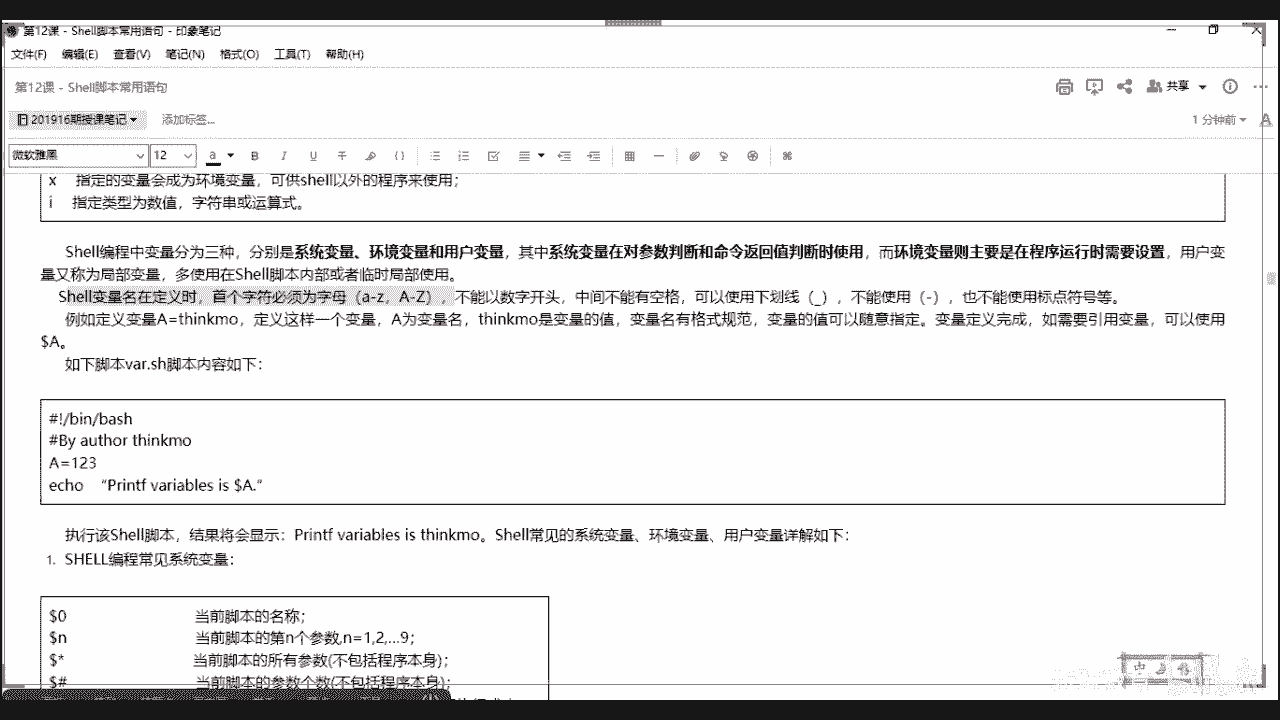 第12课 - Shell脚本常用语句 - 印象笔记
文件(F) 编辑(E) 查看(V) 笔记(N) 格式(O) 工具(T) 帮助(H)
第12课 - Shell脚本常用语句
共享
201916期授课笔记
添加标签...
1 分钟前
微软雅黑 12
x 指定的变量会成为环境变量，可供shell以外的程序来使用；
i 指定类型为数值，字符串或运算式。
Shell编程中变量分为三种，分别是系统变量、环境变量和用户变量，其中系统变量在对参数判断和命令返回值判断时使用，而环境变量则主要是在程序运行时需要设置，用户变
量又称为局部变量，多使用在Shell脚本内部或者临时局部使用。
Shell变量名在定义时，首个字符必须为字母（a-z，A-Z），不能以数字开头，中间不能有空格，可以使用下划线（_），不能使用（-），也不能使用标点符号等。
例如定义变量A=thinkmo，定义这样一个变量，A为变量名，thinkmo是变量的值，变量名有格式规范，变量的值可以随意指定。变量定义完成，如需要引用变量，可以使用
$A。
如下脚本var.sh脚本内容如下：
#!/bin/bash
#By author thinkmo
A=123
echo “Printf variables is $A.“
执行该Shell脚本，结果将会显示：Printf variables is thinkmo。Shell常见的系统变量、环境变量、用户变量详解如下：
1. SHELL编程常见系统变量：
$0 当前脚本的名称；
$n 当前脚本的第n个参数,n=1,2,…9；
$* 当前脚本的所有参数(不包括程序本身)；
$# 当前脚本的参数个数(不包括程序本身)；